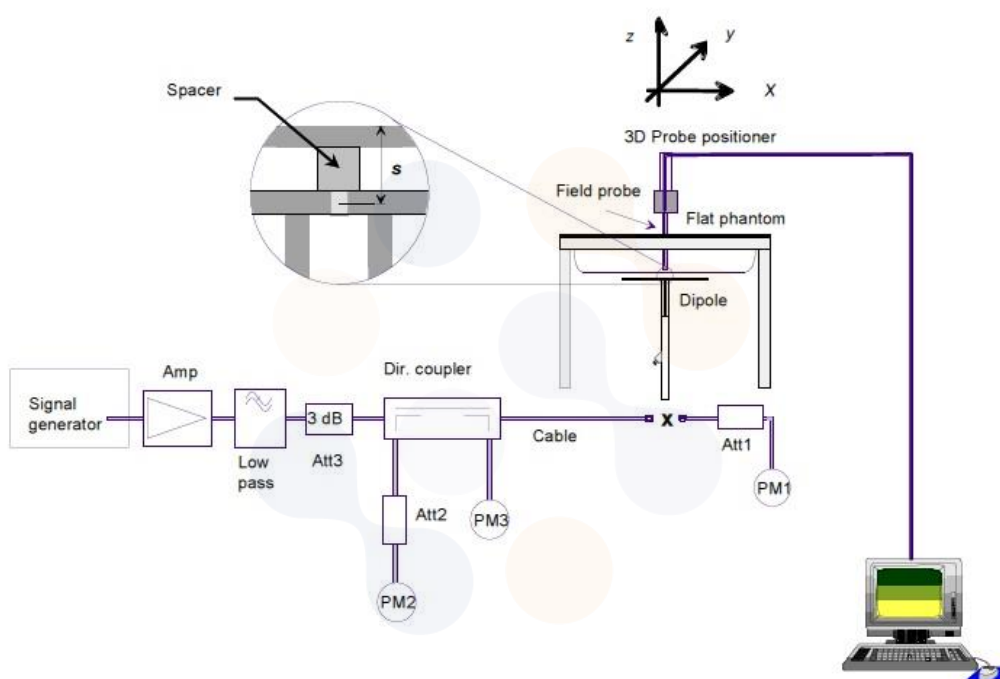 z
y
X
Spacer
s
3D Probe positioner
Field probe
Flat phantom
Dipole
Dir. coupler
Amp
Signal
generator
3 dB
Att3
Low
pass
Cable
X
Att1
PM1
Att2
PM3
PM2